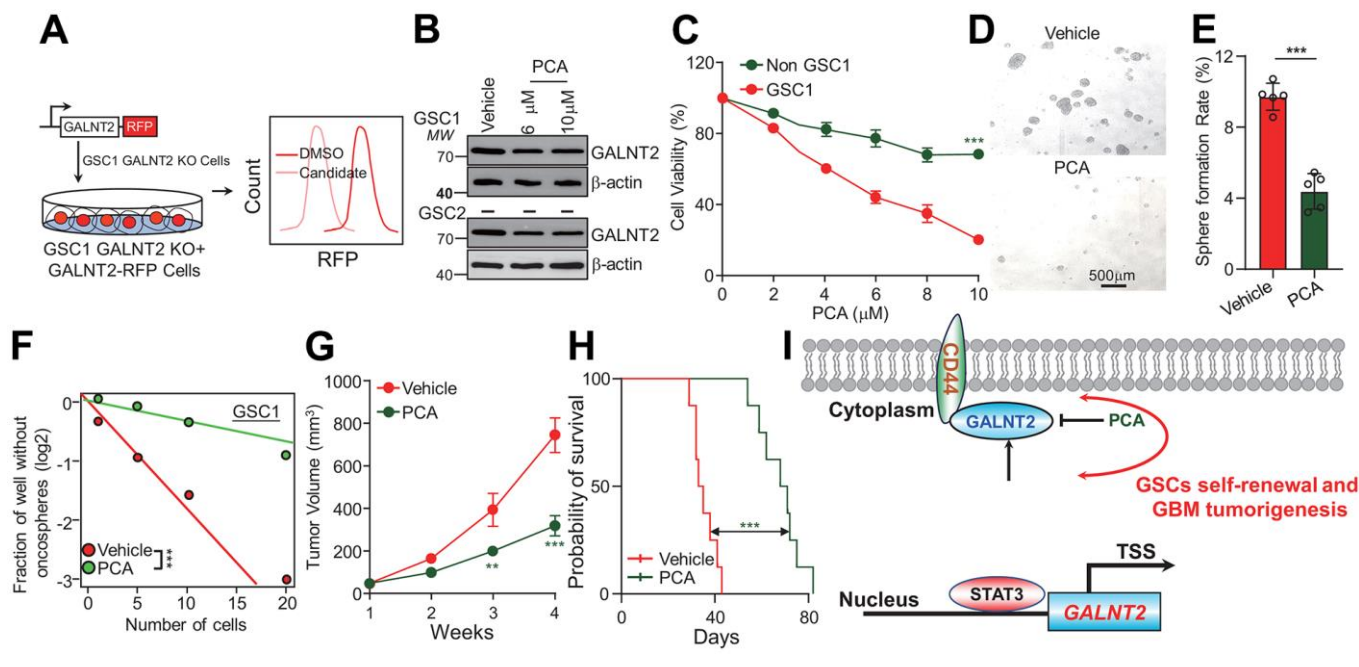 A
GALNT2
RFP
GSC1 GALNT2 KO Cells
GSC1 GALNT2 KO+
GALNT2-RFP Cells
Count
DMSO
Candidate
RFP
B
PCA
Vehicle
6 μM
10μM
GSC1
MW
70
GALNT2
40
β-actin
GSC2
70
GALNT2
40
β-actin
C
Non GSC1
GSC1
Cell Viability (%)
120
80
40
0
***
0 2 4 6 8 10
PCA (μM)
D
Vehicle
PCA
500μm
E
***
Sphere formation Rate (%)
12
8
4
0
Vehicle
PCA
F
GSC1
Fraction of well without
oncospheres (log2)
0
-1
-2
-3
Vehicle
PCA
***
0 5 10 15 20
Number of cells
G
Vehicle
PCA
Tumor Volume (mm³)
1000
800
600
400
200
0
**
***
1 2 3 4
Weeks
H
Probability of survival
100
50
0
***
Vehicle
PCA
0 40 80
Days
I
CD44
Cytoplasm
GALNT2
PCA
GSCs self-renewal and
GBM tumorigenesis
TSS
Nucleus
STAT3
GALNT2